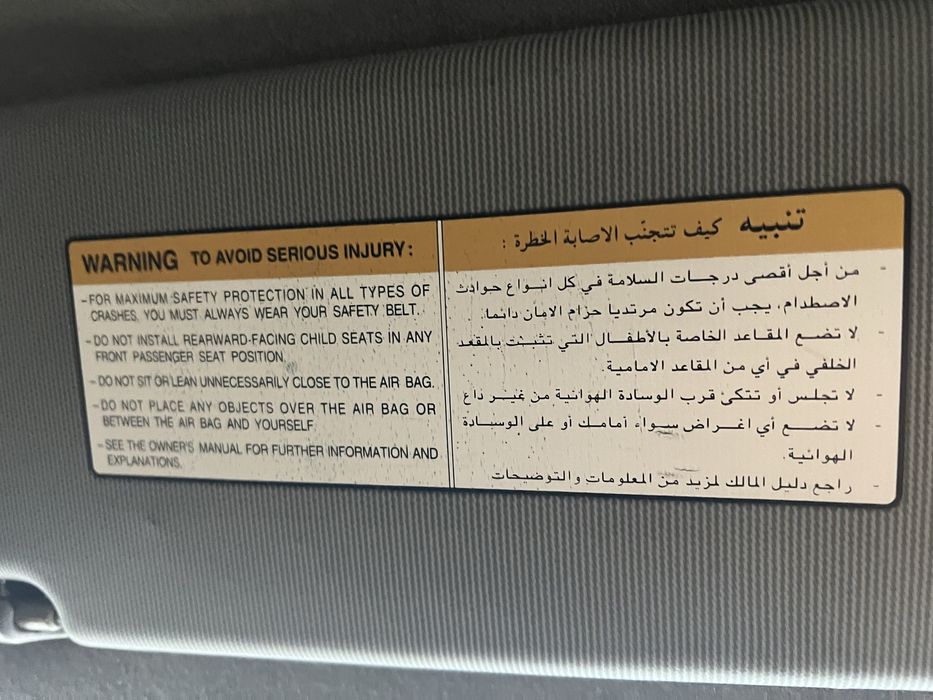 WARNING TO AVOID SERIOUS INJURY:
-FOR MAXIMUM SAFETY PROTECTION IN ALL TYPES OF
CRASHES, YOU MUST ALWAYS WEAR YOUR SAFETY BELT.
-DO NOT INSTALL REARWARD-FACING CHILD SEATS IN ANY
FRONT PASSENGER SEAT POSITION.
-DO NOT SIT OR LEAN UNNECESSARILY CLOSE TO THE AIR BAG.
-DO NOT PLACE ANY OBJECTS OVER THE AIR BAG OR
BETWEEN THE AIR BAG AND YOURSELF.
-SEE THE OWNER'S MANUAL FOR FURTHER INFORMATION AND
EXPLANATIONS.
تنبيه كيف تتجنّب الاصابة الخطرة :
- من أجل أقصى درجات السلامة في كل انواع حوادث
الاصطدام، يجب أن تكون مرتديا حزام الامان دائما.
- لا تضع المقاعد الخاصة بالأطفال التي تثبت بالمقعد
الخلفي في أي من المقاعد الامامية.
- لا تجلس أو تتكئ قرب الوسادة الهوائية من غير داع
- لا تضع أي اغراض سواء أمامك أو على الوسادة
الهوائية.
- راجع دليل المالك لمزيد من المعلومات والتوضيحات